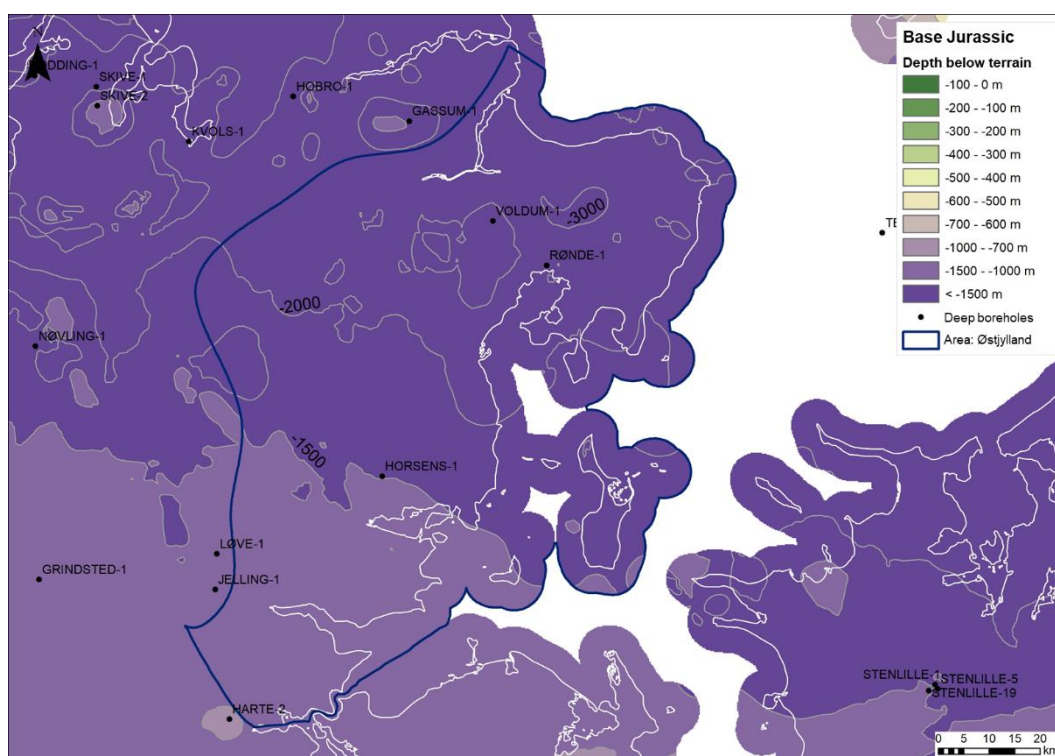 N
SKIVE-1
SKIVE-2
HOBRO-1
GASSUM-1
KVOLS-1
VOLDUM-1
-3000
RØNDE-1
-2000
NØVLING-1
-1500
HORSENS-1
LØVE-1
GRINDSTED-1
JELLING-1
HARTE-2
STENLILLE-1
STENLILLE-5
STENLILLE-19
Base Jurassic
Depth below terrain
-100 - 0 m
-200 - -100 m
-300 - -200 m
-400 - -300 m
-500 - -400 m
-600 - -500 m
-700 - -600 m
-1000 - -700 m
-1500 - -1000 m
< -1500 m
Deep boreholes
Area: Østjylland
0 5 10 15 20
km